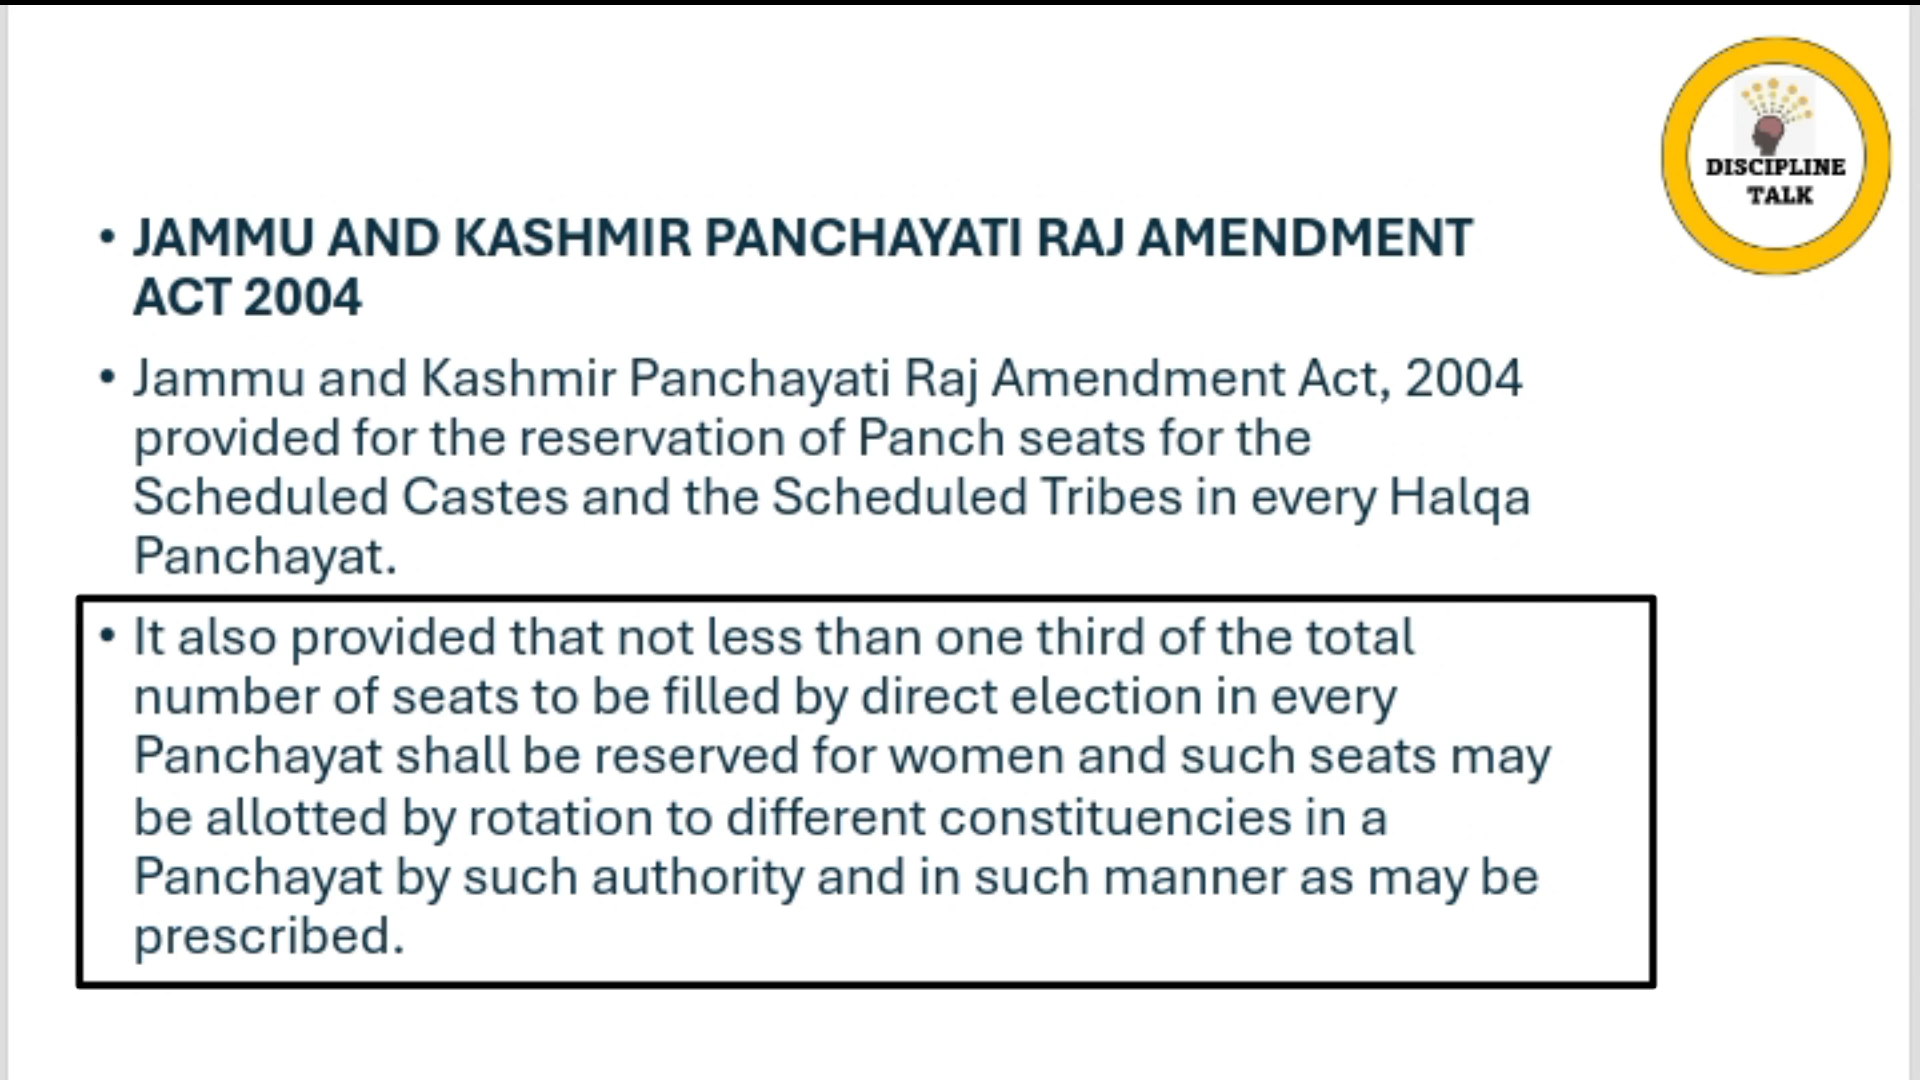 DISCIPLINE
TALK
• JAMMU AND KASHMIR PANCHAYATI RAJ AMENDMENT
ACT 2004
• Jammu and Kashmir Panchayati Raj Amendment Act, 2004
provided for the reservation of Panch seats for the
Scheduled Castes and the Scheduled Tribes in every Halqa
Panchayat.
• It also provided that not less than one third of the total
number of seats to be filled by direct election in every
Panchayat shall be reserved for women and such seats may
be allotted by rotation to different constituencies in a
Panchayat by such authority and in such manner as may be
prescribed.